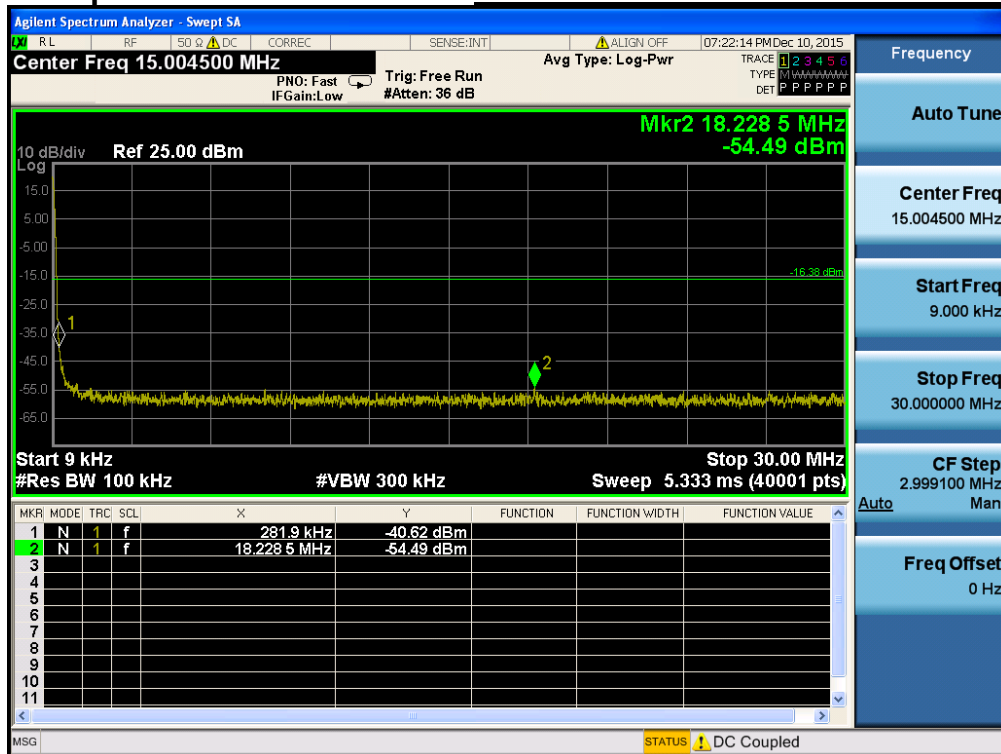 Agilent Spectrum Analyzer - Swept SA
LXI RL RF 50 Ω DC CORREC SENSE:INT ALIGN OFF 07:22:14 PM Dec 10, 2015
Center Freq 15.004500 MHz
PNO: Fast
IFGain:Low
Trig: Free Run
#Atten: 36 dB
Avg Type: Log-Pwr
TRACE 1 2 3 4 5 6
TYPE M WWWWW
DET P P P P P P
Mkr2 18.228 5 MHz
-54.49 dBm
10 dB/div Ref 25.00 dBm
Log
15.0
5.00
-5.00
-15.0
-25.0
-35.0
-45.0
-55.0
-65.0
-16.38 dBm
1
2
Start 9 kHz Stop 30.00 MHz
#Res BW 100 kHz #VBW 300 kHz Sweep 5.333 ms (40001 pts)
MKR MODE TRC SCL X Y FUNCTION FUNCTION WIDTH FUNCTION VALUE
1 N 1 f 281.9 kHz -40.62 dBm
2 N 1 f 18.228 5 MHz -54.49 dBm
3
4
5
6
7
8
9
10
11
MSG STATUS DC Coupled
Frequency
Auto Tune
Center Freq
15.004500 MHz
Start Freq
9.000 kHz
Stop Freq
30.000000 MHz
CF Step
2.999100 MHz
Auto Man
Freq Offset
0 Hz